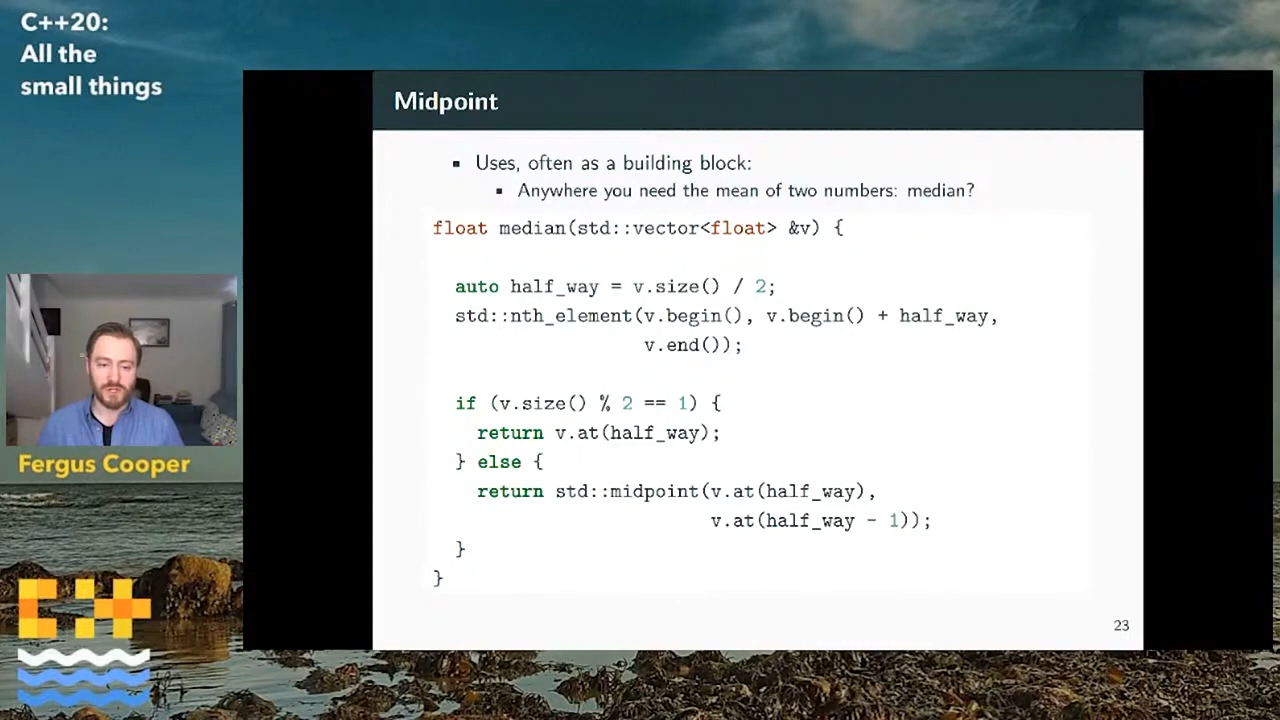 C++20:
All the
small things
Midpoint
▪ Uses, often as a building block:
▪ Anywhere you need the mean of two numbers: median?
float median(std::vector<float> &v) {
auto half_way = v.size() / 2;
std::nth_element(v.begin(), v.begin() + half_way,
v.end());
if (v.size() % 2 == 1) {
return v.at(half_way);
} else {
return std::midpoint(v.at(half_way),
v.at(half_way - 1));
}
}
23
Fergus Cooper
C++